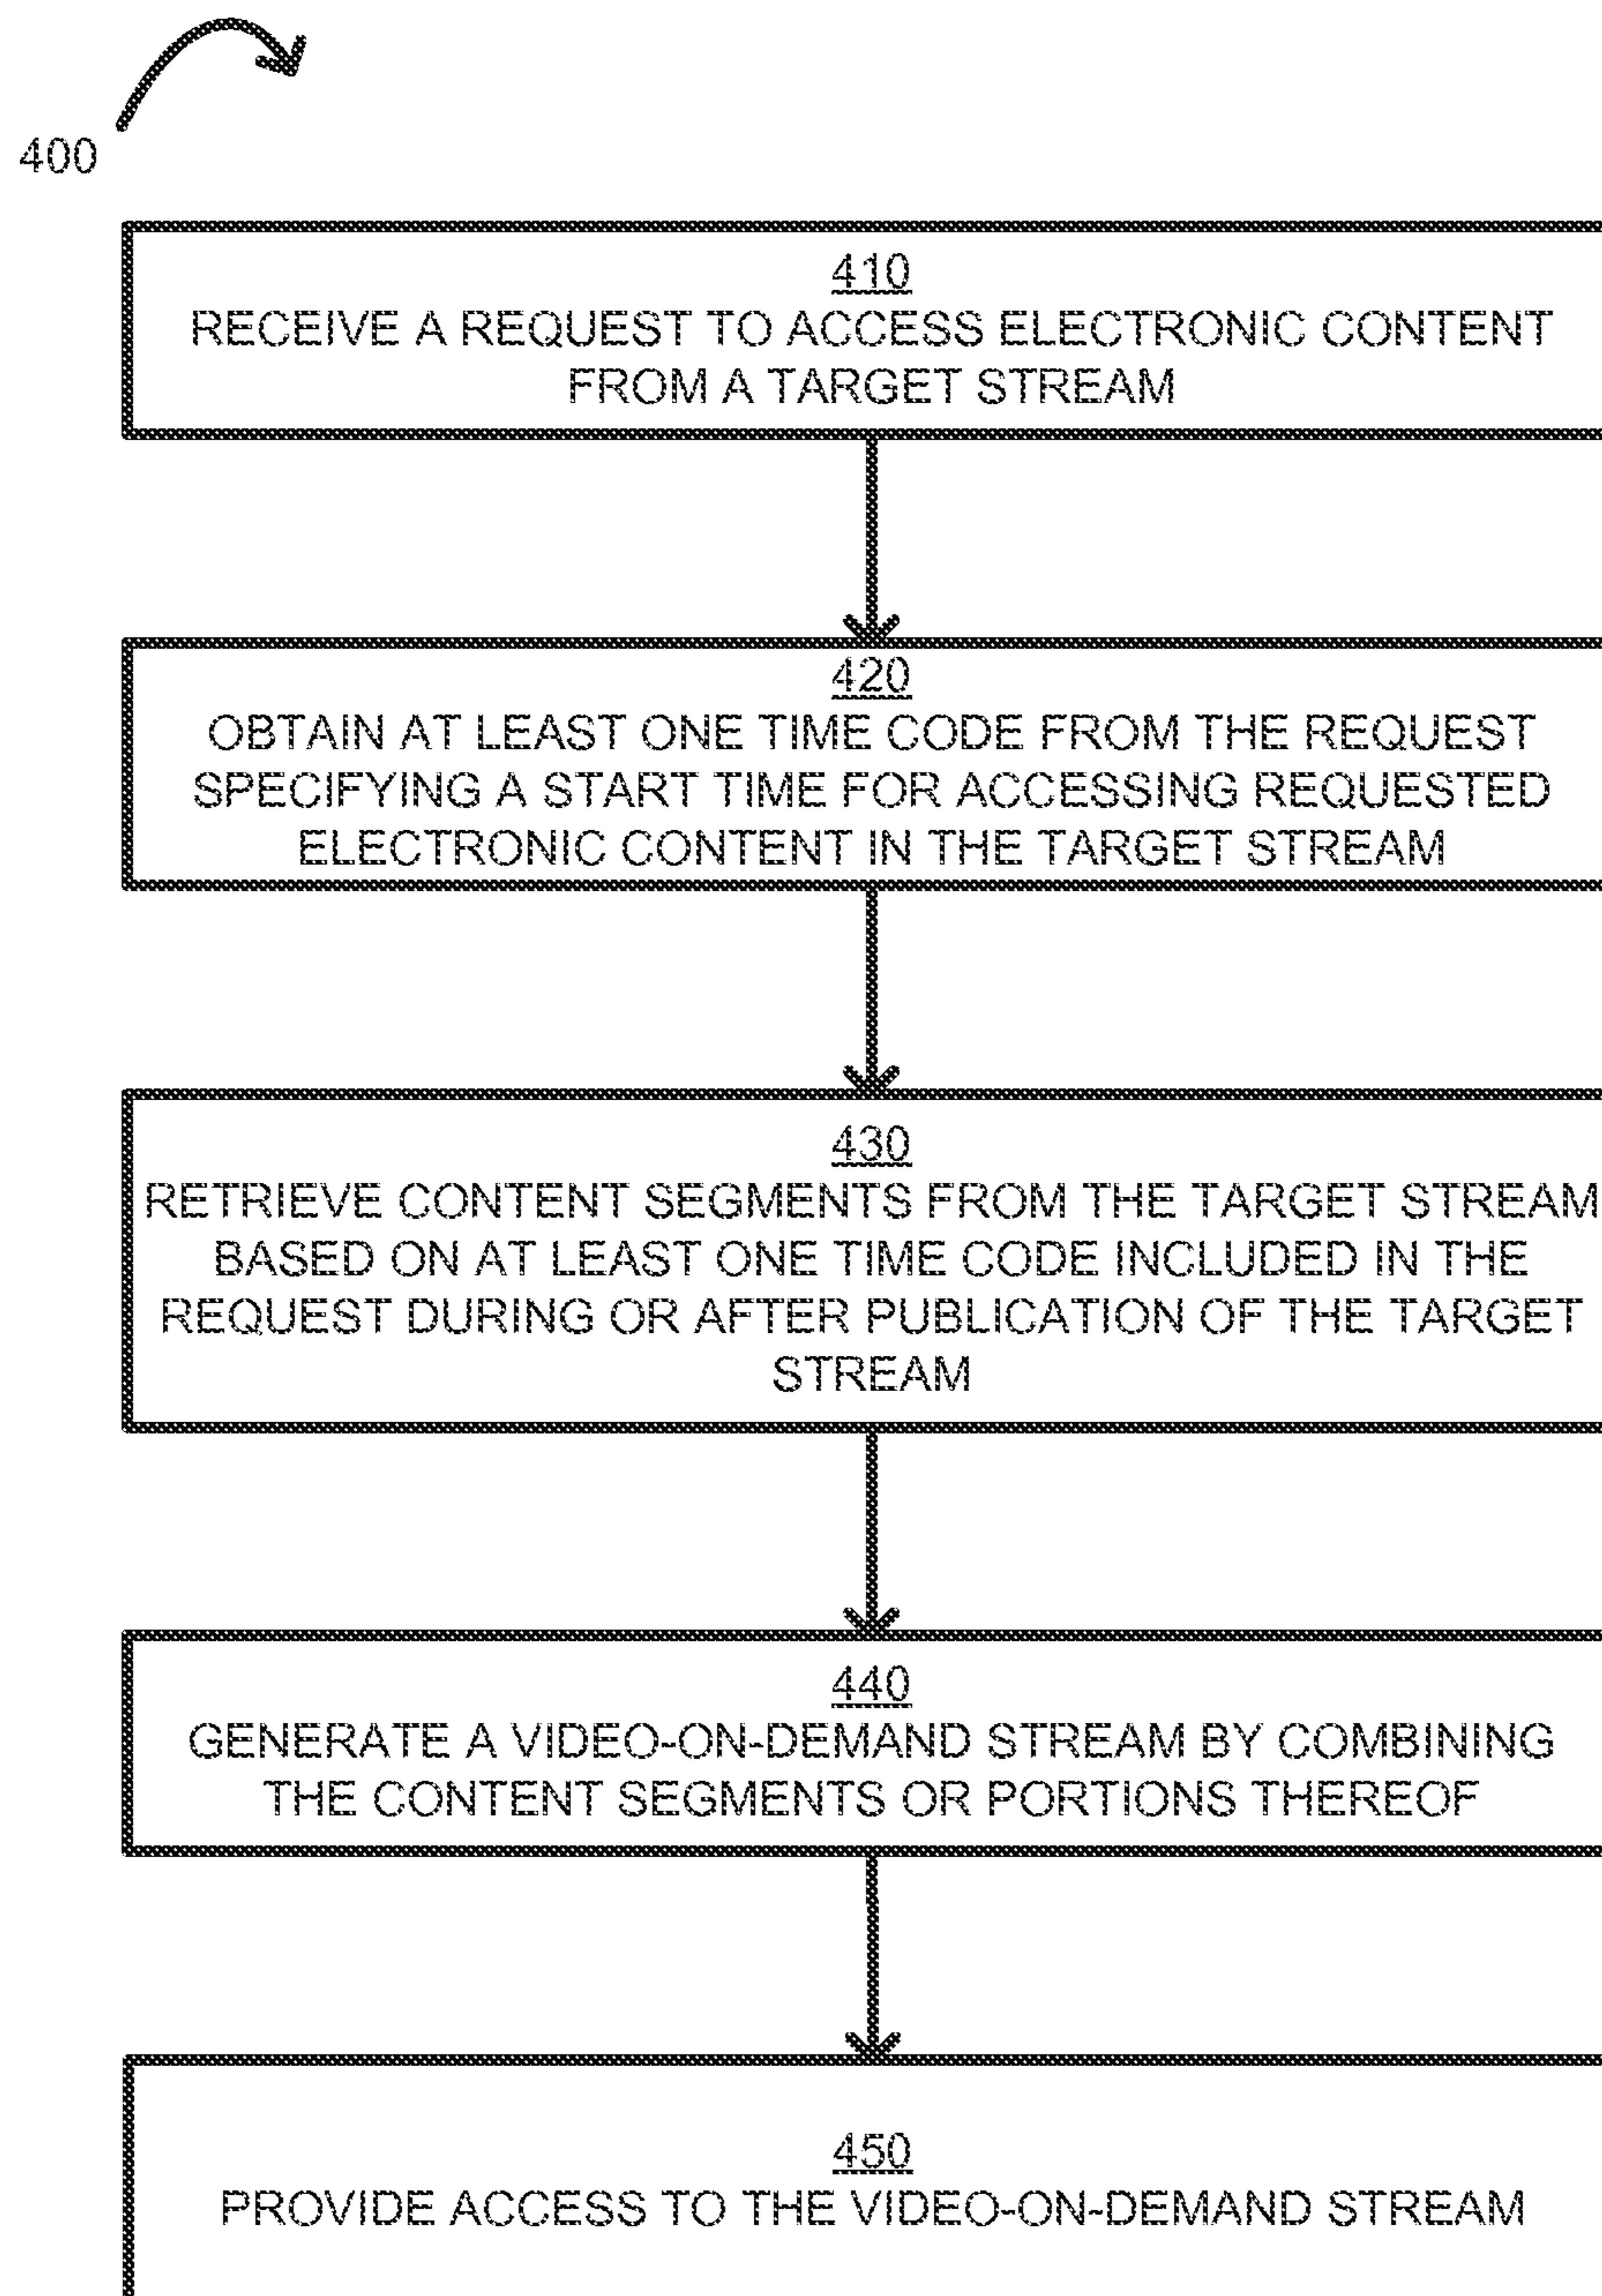 400
410
RECEIVE A REQUEST TO ACCESS ELECTRONIC CONTENT
FROM A TARGET STREAM
420
OBTAIN AT LEAST ONE TIME CODE FROM THE REQUEST
SPECIFYING A START TIME FOR ACCESSING REQUESTED
ELECTRONIC CONTENT IN THE TARGET STREAM
430
RETRIEVE CONTENT SEGMENTS FROM THE TARGET STREAM
BASED ON AT LEAST ONE TIME CODE INCLUDED IN THE
REQUEST DURING OR AFTER PUBLICATION OF THE TARGET
STREAM
440
GENERATE A VIDEO-ON-DEMAND STREAM BY COMBINING
THE CONTENT SEGMENTS OR PORTIONS THEREOF
450
PROVIDE ACCESS TO THE VIDEO-ON-DEMAND STREAM